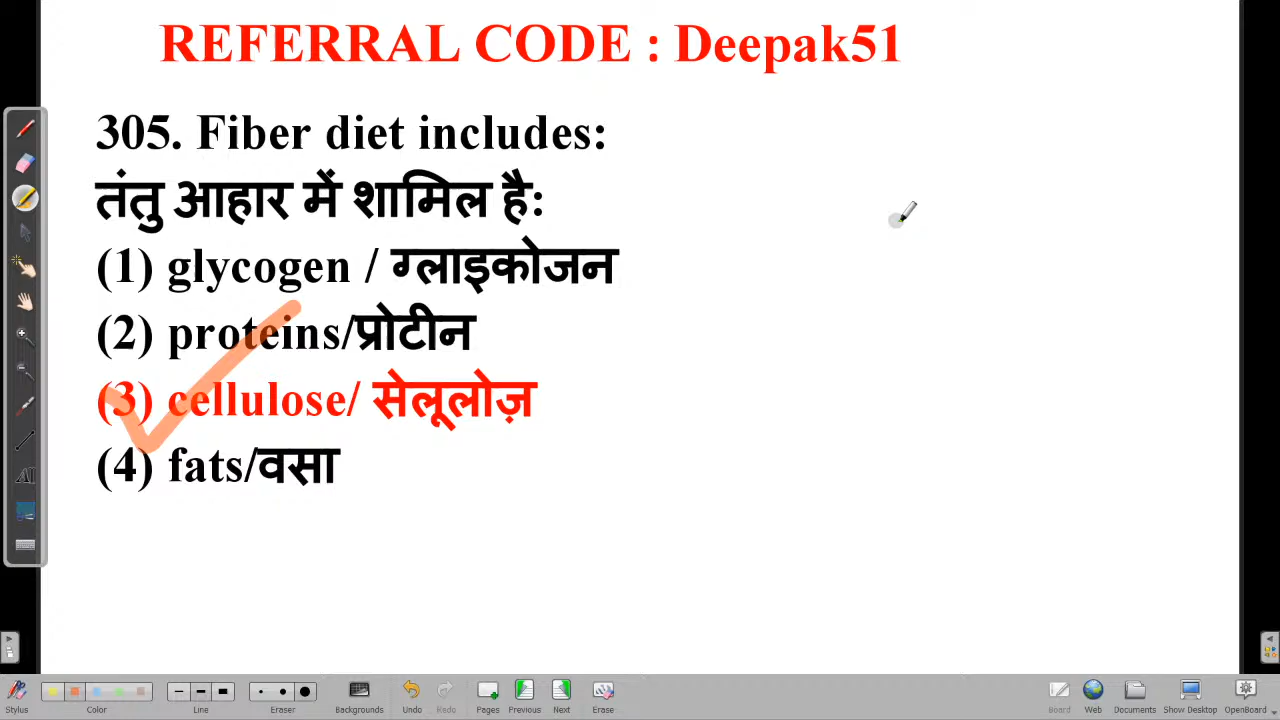 REFERRAL CODE : Deepak51
305. Fiber diet includes:
तंतु आहार में शामिल है:
(1) glycogen / ग्लाइकोजन
(2) proteins/प्रोटीन
(3) cellulose/ सेलूलोज़
(4) fats/वसा
Stylus Color Line Eraser Backgrounds Undo Redo Pages Previous Next Erase Board Web Documents Show Desktop OpenBoard